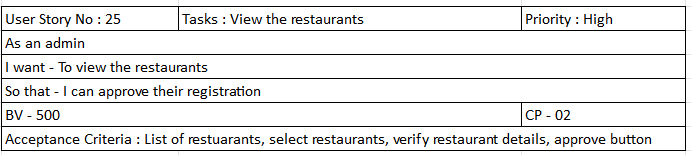 User Story No : 25 Tasks : View the restaurants Priority : High
As an admin
I want - To view the restaurants
So that - I can approve their registration
BV - 500 CP - 02
Acceptance Criteria : List of restuarants, select restaurants, verify restaurant details, approve button